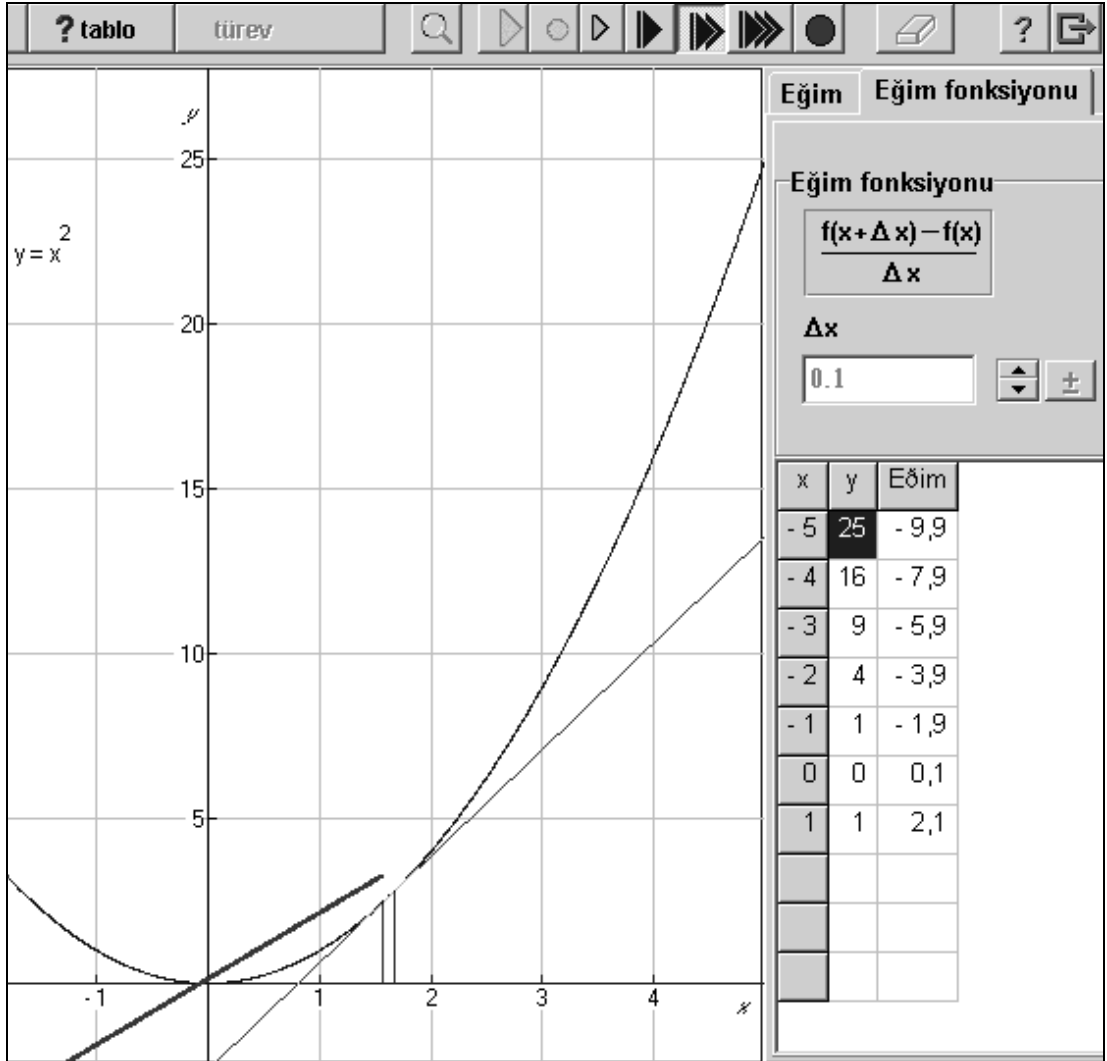 ? tablo türev ?
Eğim Eğim fonksiyonu
y
25
y = x²
20
15
10
5
-1 1 2 3 4 x
Eğim fonksiyonu
f(x+Δx)−f(x)
Δx
Δx
0.1 ±
x y Eðim
- 5 25 - 9,9
- 4 16 - 7,9
- 3 9 - 5,9
- 2 4 - 3,9
- 1 1 - 1,9
0 0 0,1
1 1 2,1